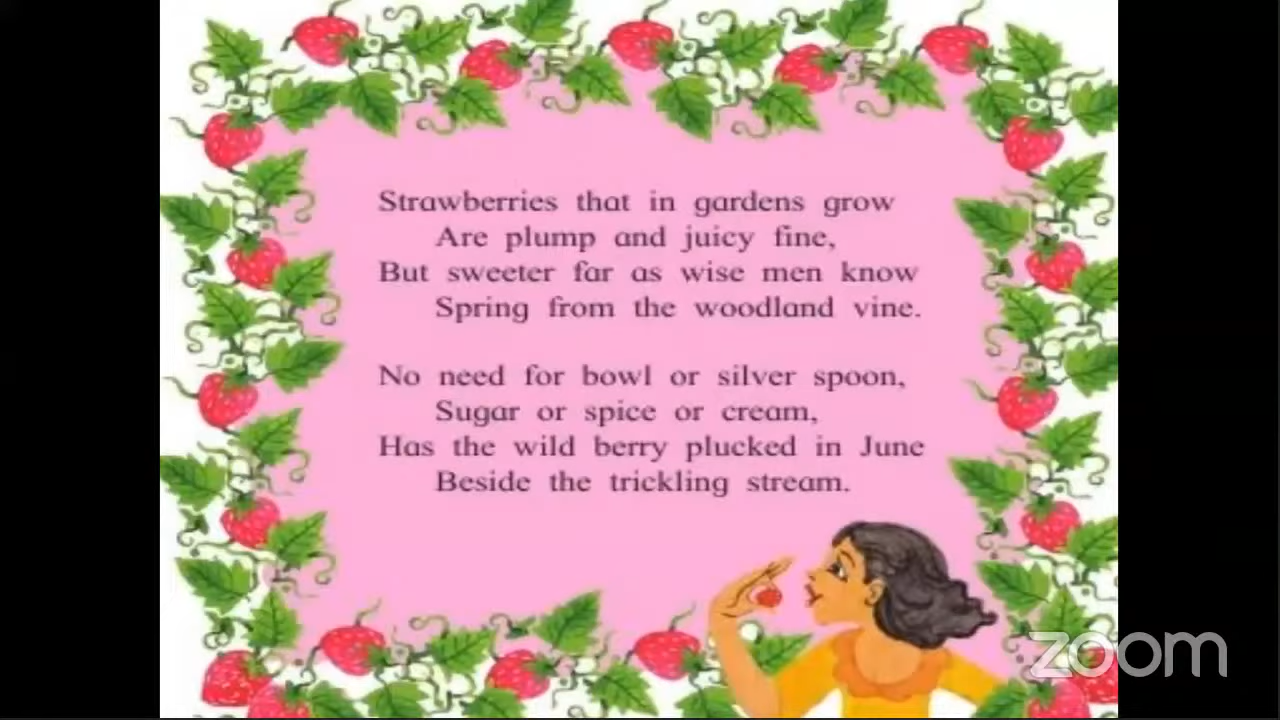 Strawberries that in gardens grow
Are plump and juicy fine,
But sweeter far as wise men know
Spring from the woodland vine.
No need for bowl or silver spoon,
Sugar or spice or cream,
Has the wild berry plucked in June
Beside the trickling stream.
zoom